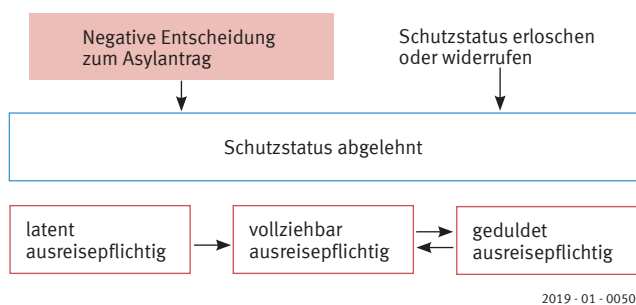 Negative Entscheidung
zum Asylantrag
Schutzstatus erloschen
oder widerrufen
Schutzstatus abgelehnt
latent
ausreisepflichtig
vollziehbar
ausreisepflichtig
geduldet
ausreisepflichtig
2019 - 01 - 0050